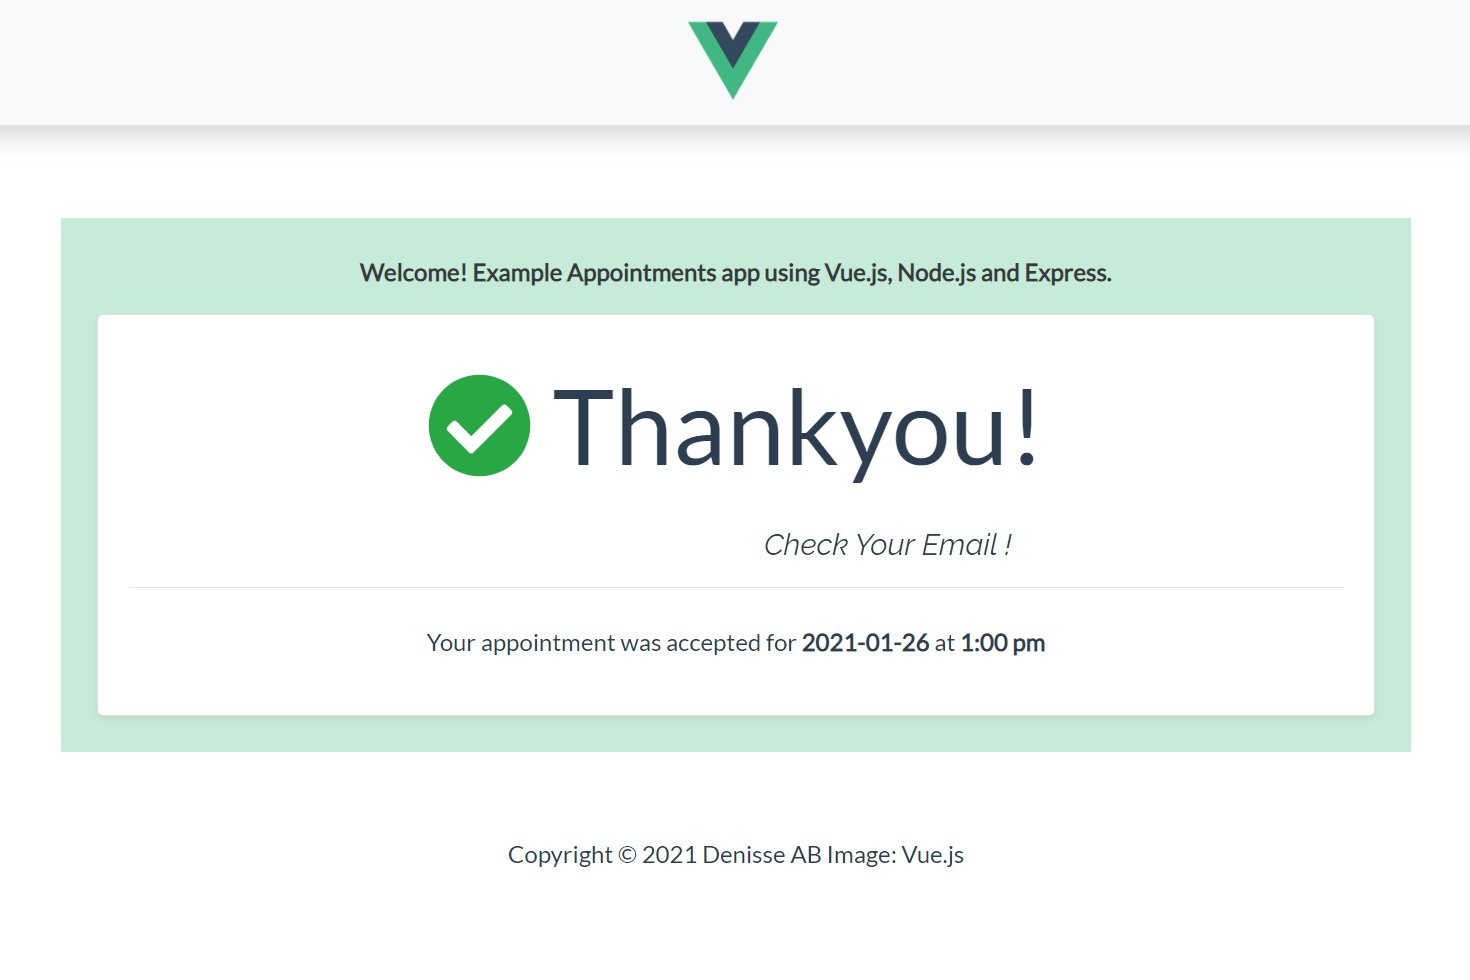 Welcome! Example Appointments app using Vue.js, Node.js and Express.
Thankyou!
Check Your Email !
Your appointment was accepted for 2021-01-26 at 1:00 pm
Copyright © 2021 Denisse AB Image: Vue.js